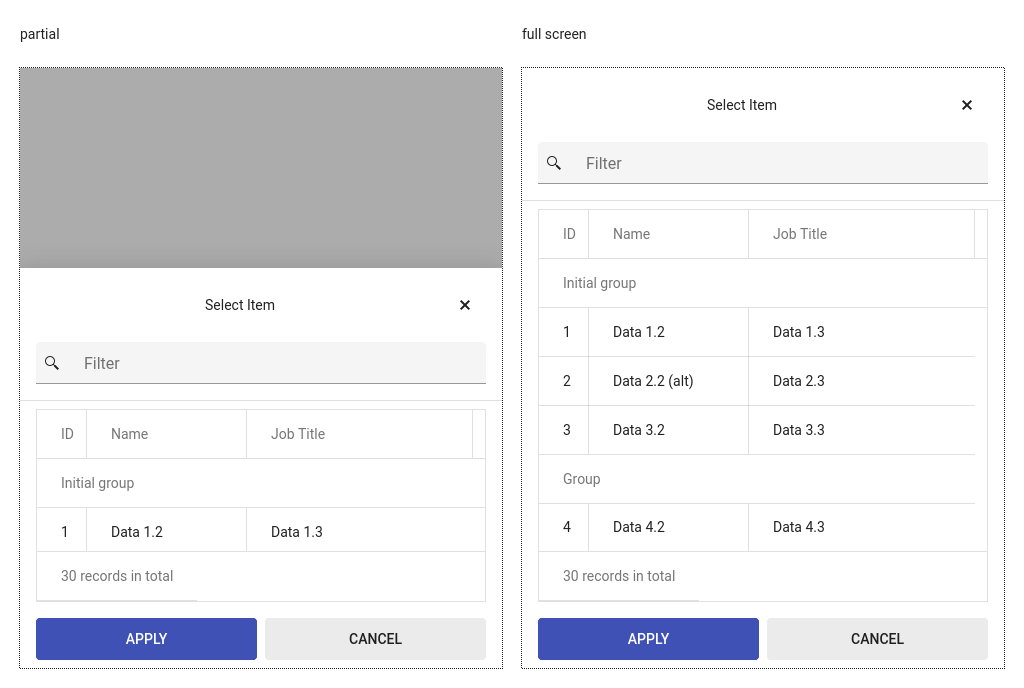 partial
Select Item
Filter
ID Name Job Title
Initial group
1 Data 1.2 Data 1.3
30 records in total
APPLY CANCEL
full screen
Select Item
Filter
ID Name Job Title
Initial group
1 Data 1.2 Data 1.3
2 Data 2.2 (alt) Data 2.3
3 Data 3.2 Data 3.3
Group
4 Data 4.2 Data 4.3
30 records in total
APPLY CANCEL